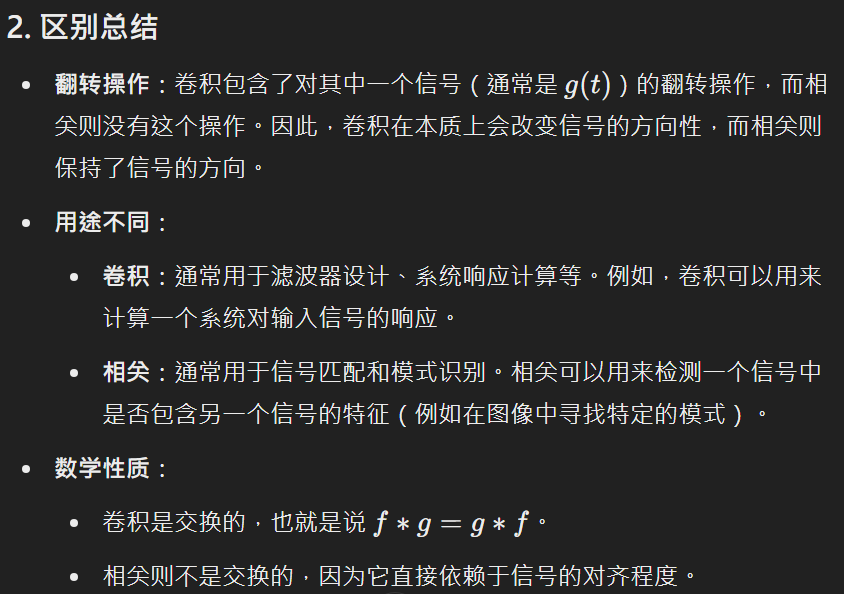 2. 区别总结
• 翻转操作：卷积包含了对其中一个信号（通常是 g(t)）的翻转操作，而相
关则没有这个操作。因此，卷积在本质上会改变信号的方向性，而相关则
保持了信号的方向。
• 用途不同：
• 卷积：通常用于滤波器设计、系统响应计算等。例如，卷积可以用来
计算一个系统对输入信号的响应。
• 相关：通常用于信号匹配和模式识别。相关可以用来检测一个信号中
是否包含另一个信号的特征（例如在图像中寻找特定的模式）。
• 数学性质：
• 卷积是交换的，也就是说 f ∗ g = g ∗ f。
• 相关则不是交换的，因为它直接依赖于信号的对齐程度。